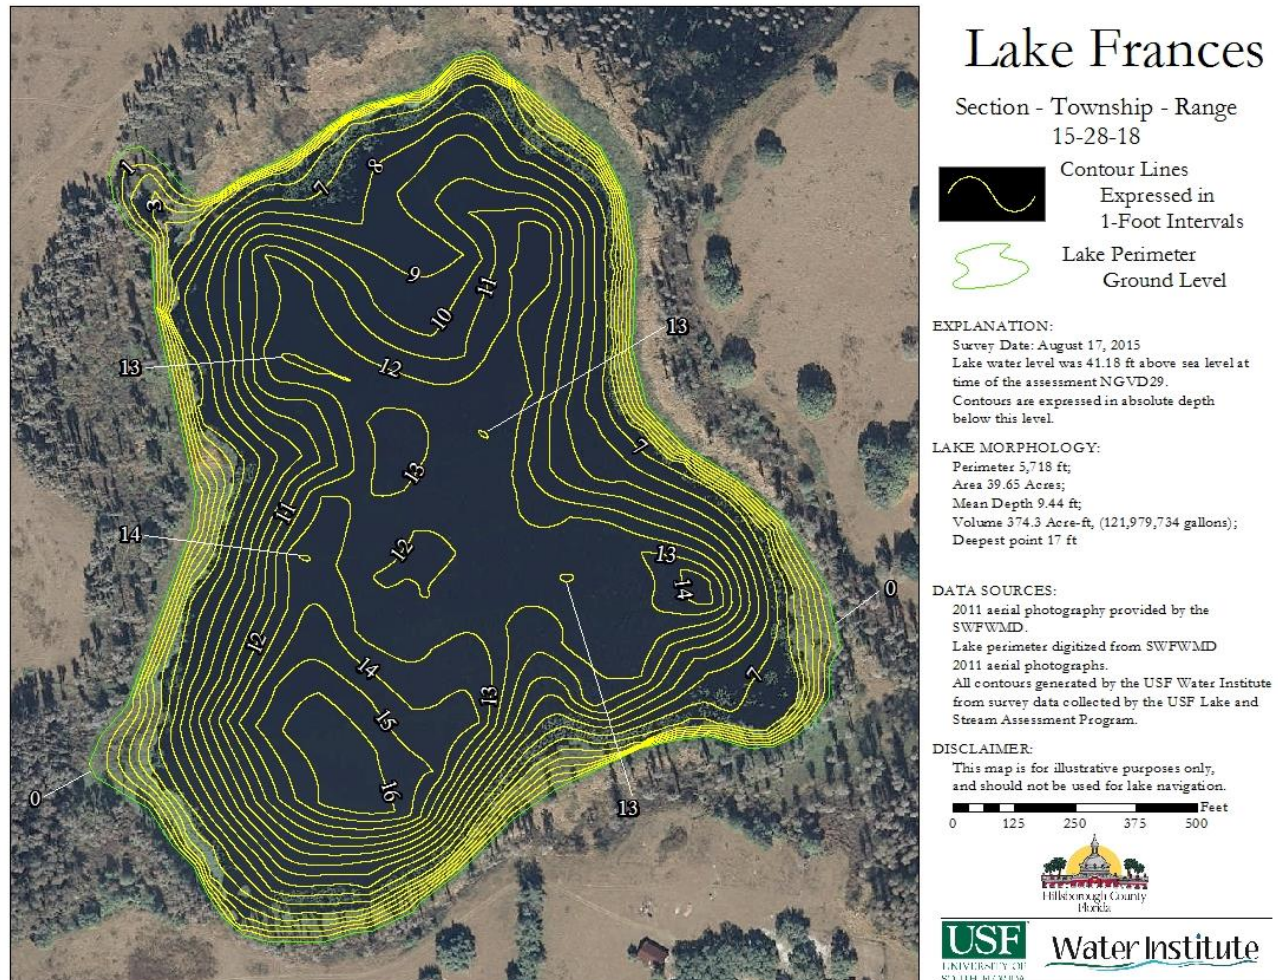 Lake Frances
Section - Township - Range
15-28-18
Contour Lines
Expressed in
1-Foot Intervals
Lake Perimeter
Ground Level
EXPLANATION:
Survey Date: August 17, 2015
Lake water level was 41.18 ft above sea level at
time of the assessment NGVD29.
Contours are expressed in absolute depth
below this level.
LAKE MORPHOLOGY:
Perimeter 5,718 ft;
Area 39.65 Acres;
Mean Depth 9.44 ft;
Volume 374.3 Acre-ft, (121,979,734 gallons);
Deepest point 17 ft
DATA SOURCES:
2011 aerial photography provided by the
SWFWMD.
Lake perimeter digitized from SWFWMD
2011 aerial photographs.
All contours generated by the USF Water Institute
from survey data collected by the USF Lake and
Stream Assessment Program.
DISCLAIMER:
This map is for illustrative purposes only,
and should not be used for lake navigation.
Feet
0 125 250 375 500
Hillsborough County
Florida
USF
UNIVERSITY OF
SOUTH FLORIDA
Water Institute
1
3
7
8
9
10
11
12
13
13
13
7
11
14
12
13
14
0
12
14
13
7
15
16
0
13